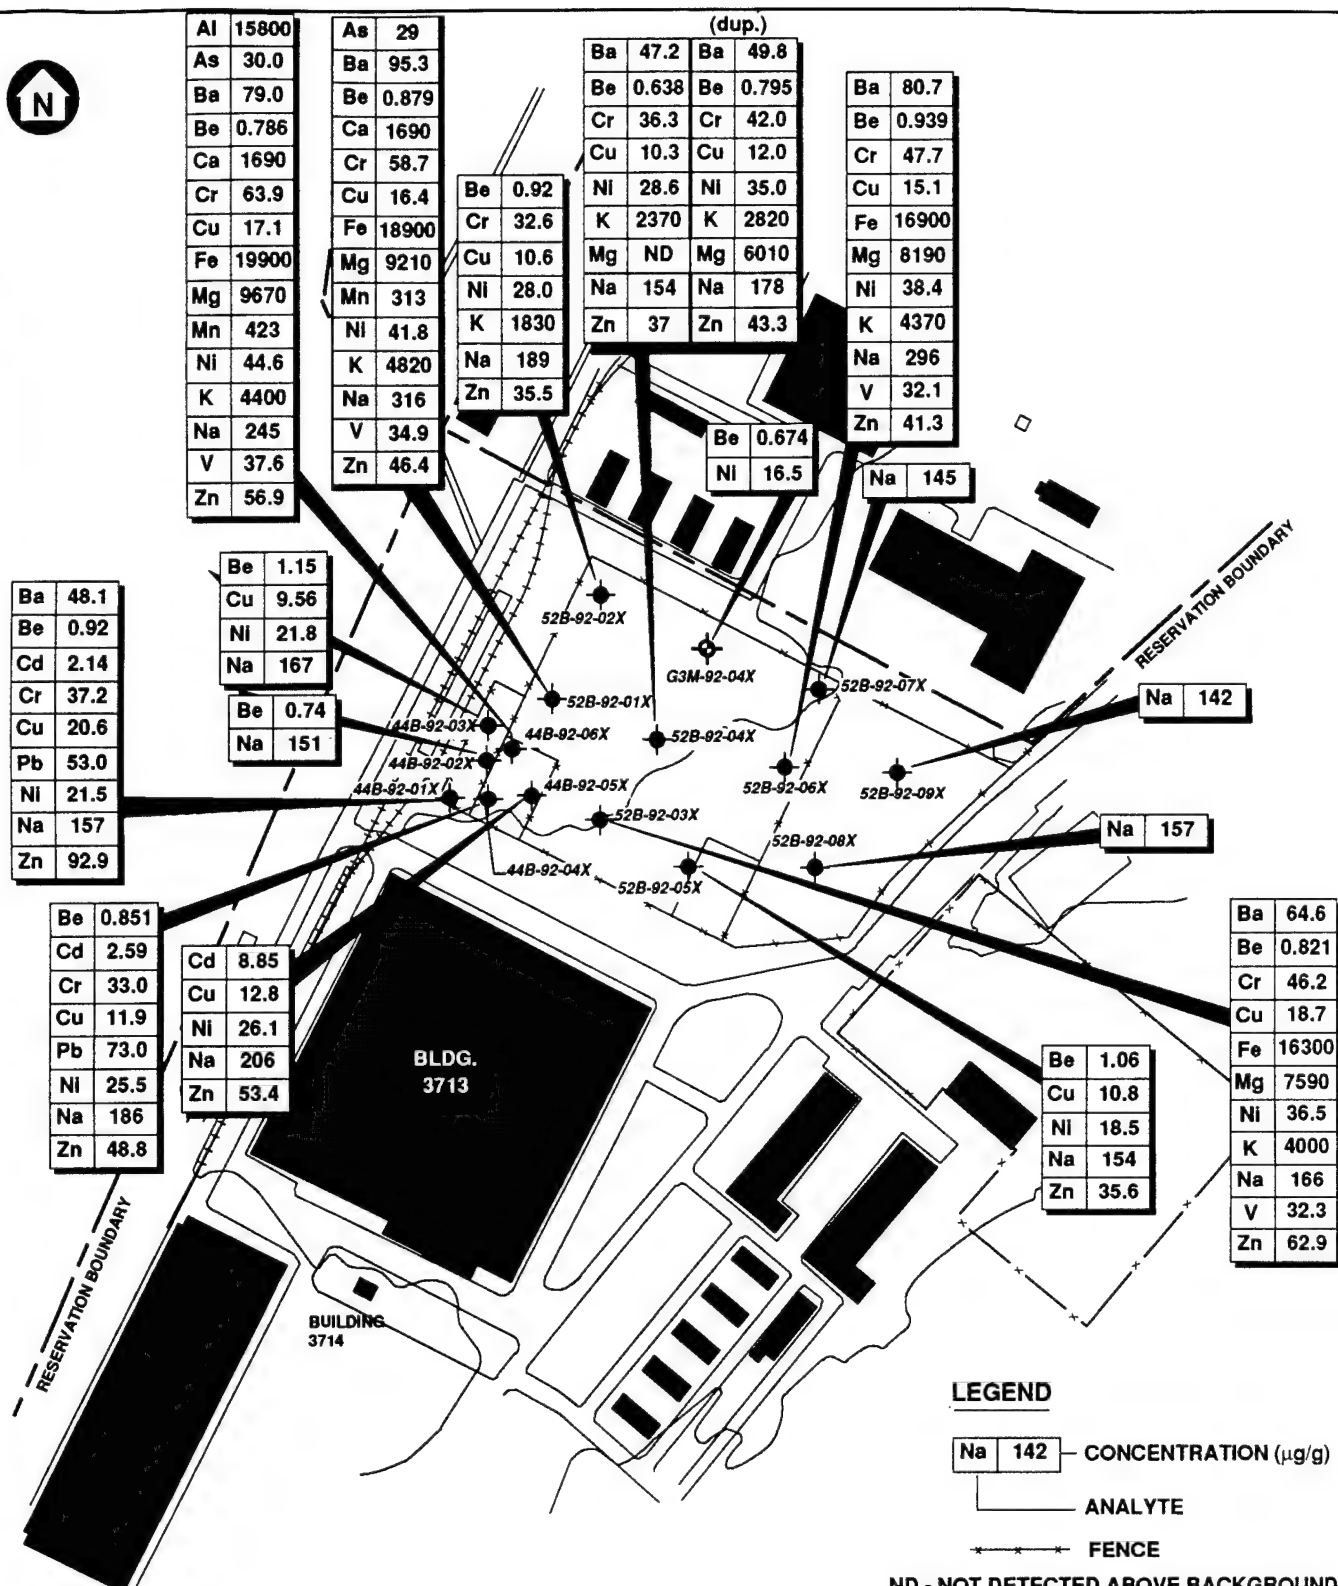 N
Al 15800
As 30.0
Ba 79.0
Be 0.786
Ca 1690
Cr 63.9
Cu 17.1
Fe 19900
Mg 9670
Mn 423
Ni 44.6
K 4400
Na 245
V 37.6
Zn 56.9
As 29
Ba 95.3
Be 0.879
Ca 1690
Cr 58.7
Cu 16.4
Fe 18900
Mg 9210
Mn 313
Ni 41.8
K 4820
Na 316
V 34.9
Zn 46.4
Be 0.92
Cr 32.6
Cu 10.6
Ni 28.0
K 1830
Na 189
Zn 35.5
(dup.)
Ba 47.2 Ba 49.8
Be 0.638 Be 0.795
Cr 36.3 Cr 42.0
Cu 10.3 Cu 12.0
Ni 28.6 Ni 35.0
K 2370 K 2820
Mg ND Mg 6010
Na 154 Na 178
Zn 37 Zn 43.3
Ba 80.7
Be 0.939
Cr 47.7
Cu 15.1
Fe 16900
Mg 8190
Ni 38.4
K 4370
Na 296
V 32.1
Zn 41.3
Be 0.674
Ni 16.5
Na 145
Be 1.15
Cu 9.56
Ni 21.8
Na 167
Be 0.74
Na 151
Ba 48.1
Be 0.92
Cd 2.14
Cr 37.2
Cu 20.6
Pb 53.0
Ni 21.5
Na 157
Zn 92.9
RESERVATION BOUNDARY
52B-92-02X
G3M-92-04X
52B-92-07X
52B-92-01X
44B-92-03X
44B-92-06X
52B-92-04X
44B-92-02X
44B-92-01X
44B-92-05X
52B-92-06X
52B-92-09X
52B-92-03X
52B-92-08X
44B-92-04X
52B-92-05X
Na 142
Na 157
Be 0.851
Cd 2.59
Cr 33.0
Cu 11.9
Pb 73.0
Ni 25.5
Na 186
Zn 48.8
Cd 8.85
Cu 12.8
Ni 26.1
Na 206
Zn 53.4
BLDG.
3713
Be 1.06
Cu 10.8
Ni 18.5
Na 154
Zn 35.6
Ba 64.6
Be 0.821
Cr 46.2
Cu 18.7
Fe 16300
Mg 7590
Ni 36.5
K 4000
Na 166
V 32.3
Zn 62.9
RESERVATION BOUNDARY
BUILDING
3714
LEGEND
Na 142 CONCENTRATION (µg/g)
ANALYTE
FENCE
ND - NOT DETECTED ABOVE BACKGROUND